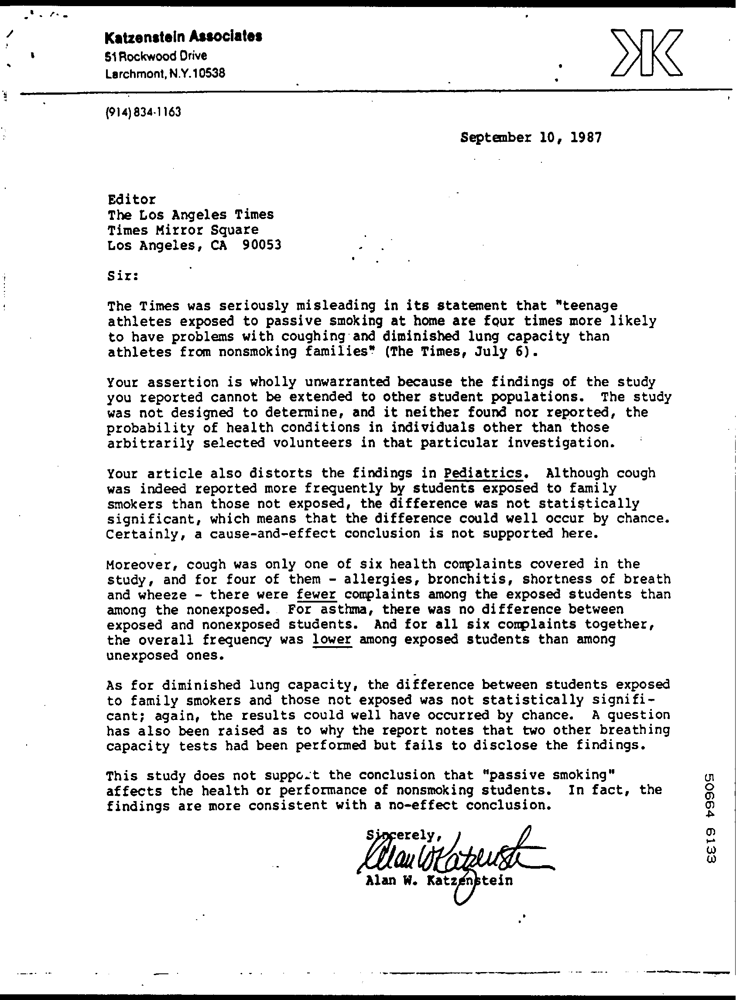 Katzenstein Associates
51 Rockwood Drive
Larchmont, N.Y. 10538
(914) 834-1163
September 10, 1987
Editor
The Los Angeles Times
Times Mirror Square
Los Angeles, CA 90053
Sir:
The Times was seriously misleading in its statement that "teenage
athletes exposed to passive smoking at home are four times more likely
to have problems with coughing and diminished lung capacity than
athletes from nonsmoking families" (The Times, July 6).
Your assertion is wholly unwarranted because the findings of the study
you reported cannot be extended to other student populations. The study
was not designed to determine, and it neither found nor reported, the
probability of health conditions in individuals other than those
arbitrarily selected volunteers in that particular investigation.
Your article also distorts the findings in Pediatrics. Although cough
was indeed reported more frequently by students exposed to family
smokers than those not exposed, the difference was not statistically
significant, which means that the difference could well occur by chance.
Certainly, a cause-and-effect conclusion is not supported here.
Moreover, cough was only one of six health complaints covered in the
study, and for four of them - allergies, bronchitis, shortness of breath
and wheeze - there were fewer complaints among the exposed students than
among the nonexposed. For asthma, there was no difference between
exposed and nonexposed students. And for all six complaints together,
the overall frequency was lower among exposed students than among
unexposed ones.
As for diminished lung capacity, the difference between students exposed
to family smokers and those not exposed was not statistically signifi-
cant; again, the results could well have occurred by chance. A question
has also been raised as to why the report notes that two other breathing
capacity tests had been performed but fails to disclose the findings.
This study does not support the conclusion that "passive smoking"
affects the health or performance of nonsmoking students. In fact, the
findings are more consistent with a no-effect conclusion.
Sincerely,
Alan W Katzenstein
Alan W. Katzenstein
50664 6133